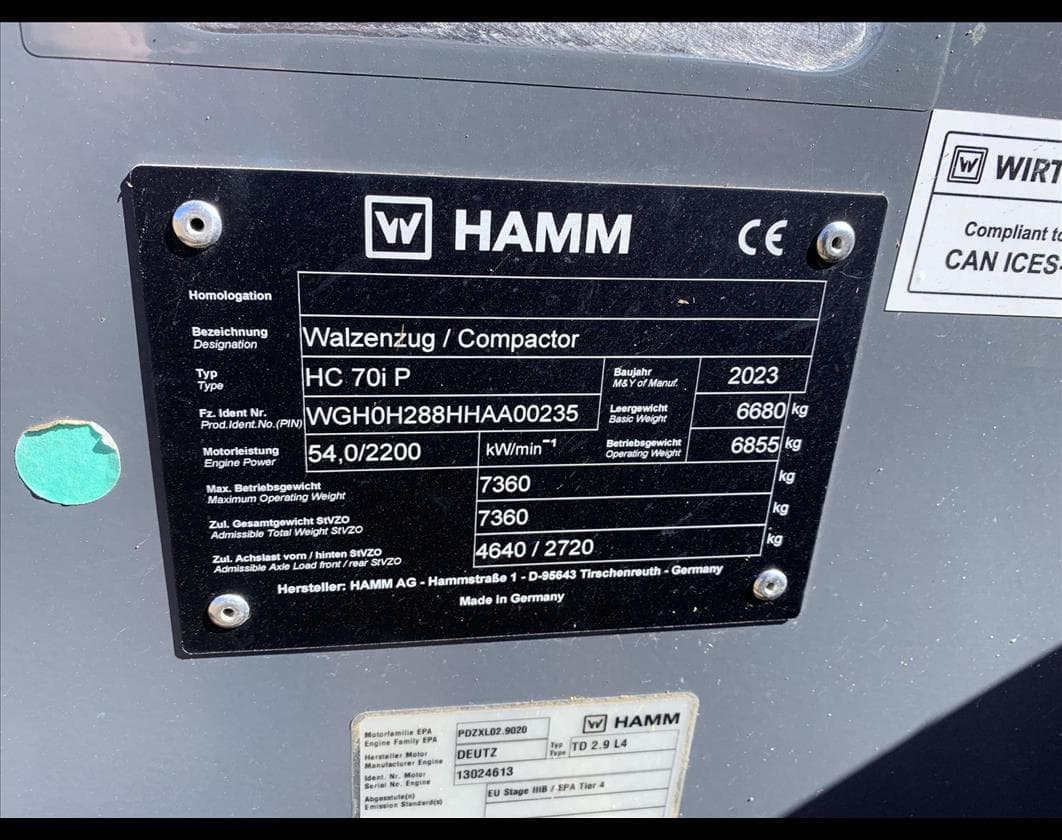 HAMM CE
Homologation
Bezeichnung
Designation
Walzenzug / Compactor
Typ
Type
HC 70i P
Baujahr
M&Y of Manuf.
2023
Fz. Ident Nr.
Prod.Ident.No.(PIN)
WGH0H288HHAA00235
Leergewicht
Basic Weight
6680 kg
Motorleistung
Engine Power
54,0/2200
kW/min⁻¹
Betriebsgewicht
Operating Weight
6855 kg
Max. Betriebsgewicht
Maximum Operating Weight
7360 kg
Zul. Gesamtgewicht StVZO
Admissible Total Weight StVZO
7360 kg
Zul. Achslast vorn / hinten StVZO
Admissible Axle Load front / rear StVZO
4640 / 2720 kg
Hersteller: HAMM AG - Hammstraße 1 - D-95643 Tirschenreuth - Germany
Made in Germany
WIRT
Compliant to
CAN ICES-
HAMM
Motorfamilie EPA
Engine Family EPA
PDZXL02.9020
Hersteller Motor
Manufacturer Engine
DEUTZ
Typ
Type
TD 2.9 L4
Ident. Nr. Motor
Serial No. Engine
13024613
Abgasstufe(n)
Emission Standard(s)
EU Stage IIIB / EPA Tier 4